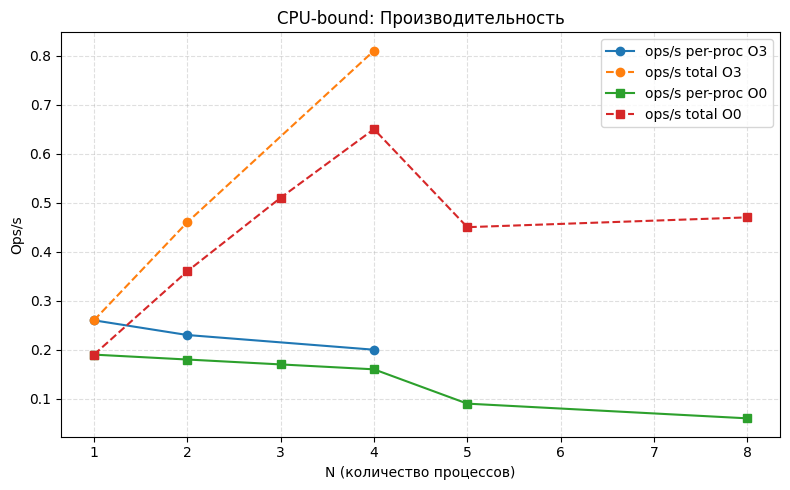 CPU-bound: Производительность
ops/s per-proc O3
ops/s total O3
ops/s per-proc O0
ops/s total O0
Ops/s
0.8
0.7
0.6
0.5
0.4
0.3
0.2
0.1
1 2 3 4 5 6 7 8
N (количество процессов)